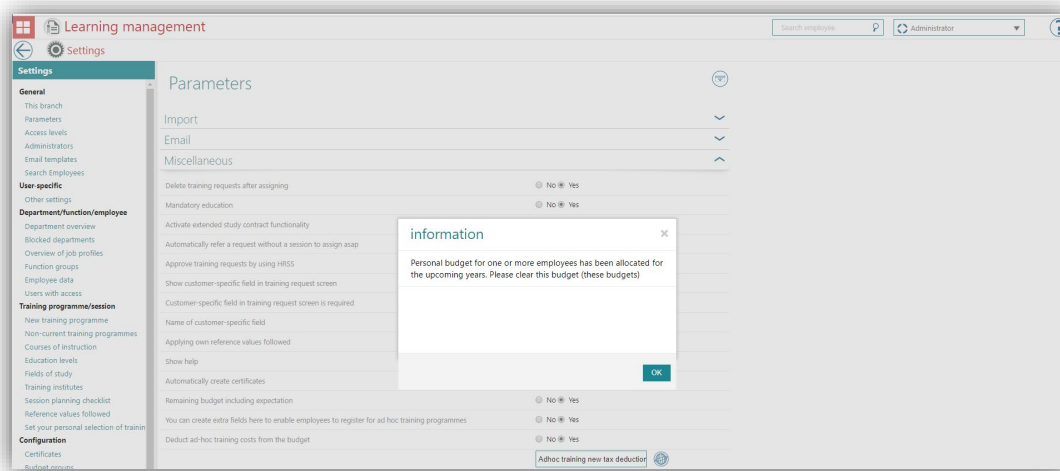 Learning management
Search employee
Administrator
Settings
Settings
General
This branch
Parameters
Access levels
Administrators
Email templates
Search Employees
User-specific
Other settings
Department/function/employee
Department overview
Blocked departments
Overview of job profiles
Function groups
Employee data
Users with access
Training programme/session
New training programme
Non-current training programmes
Courses of instruction
Education levels
Fields of study
Training institutes
Session planning checklist
Reference values followed
Set your personal selection of trainin
Configuration
Certificates
Budget groups
Parameters
Import
Email
Miscellaneous
Delete training requests after assigning No Yes
Mandatory education No Yes
Activate extended study contract functionality
Automatically refer a request without a session to assign asap
Approve training requests by using HRSS
Show customer-specific field in training request screen
Customer-specific field in training request screen is required
Name of customer-specific field
Applying own reference values followed
Show help
Automatically create certificates
Remaining budget including expectation No Yes
You can create extra fields here to enable employees to register for ad hoc training programmes No Yes
Deduct ad-hoc training costs from the budget No Yes
Adhoc training new tax deduction
information
Personal budget for one or more employees has been allocated for
the upcoming years. Please clear this budget (these budgets)
OK